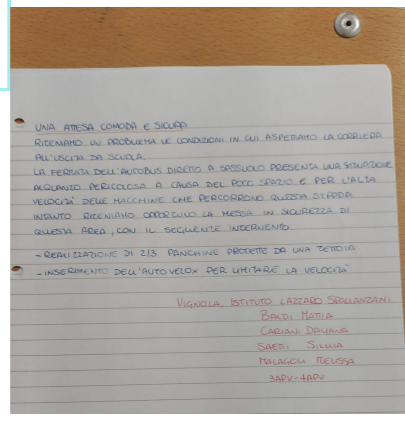 UNA ATTESA COMODA E SICURA
RITENIAMO UN PROBLEMA LE CONDIZIONI IN CUI ASPETTIAMO LA CORRIERA
ALL'USCITA DA SCUOLA.
LA FERMATA DELL'AUTOBUS DIRETTO A SASSUOLO PRESENTA UNA SITUAZIONE
ALQUANTO PERICOLOSA A CAUSA DEL POCO SPAZIO E PER L'ALTA
VELOCITÀ DELLE MACCHINE CHE PERCORRONO QUESTA STRADA
INTANTO RITENIAMO OPPORTUNO LA MESSA IN SICUREZZA DI
QUESTA AREA, CON IL SEGUENTE INTERVENTO:
-REALIZZAZIONE DI 2/3 PANCHINE PROTETTE DA UNA TETTOIA
-INSERIMENTO DELL'AUTOVELOX PER LIMITARE LA VELOCITÀ
VIGNOLA, ISTITUTO LAZZARO SPALLANZANI
BALDI MATTIA
CARIANI DAYANA
SAETTI SILVIA
MALAGOLI MELISSA
3APV-4APV